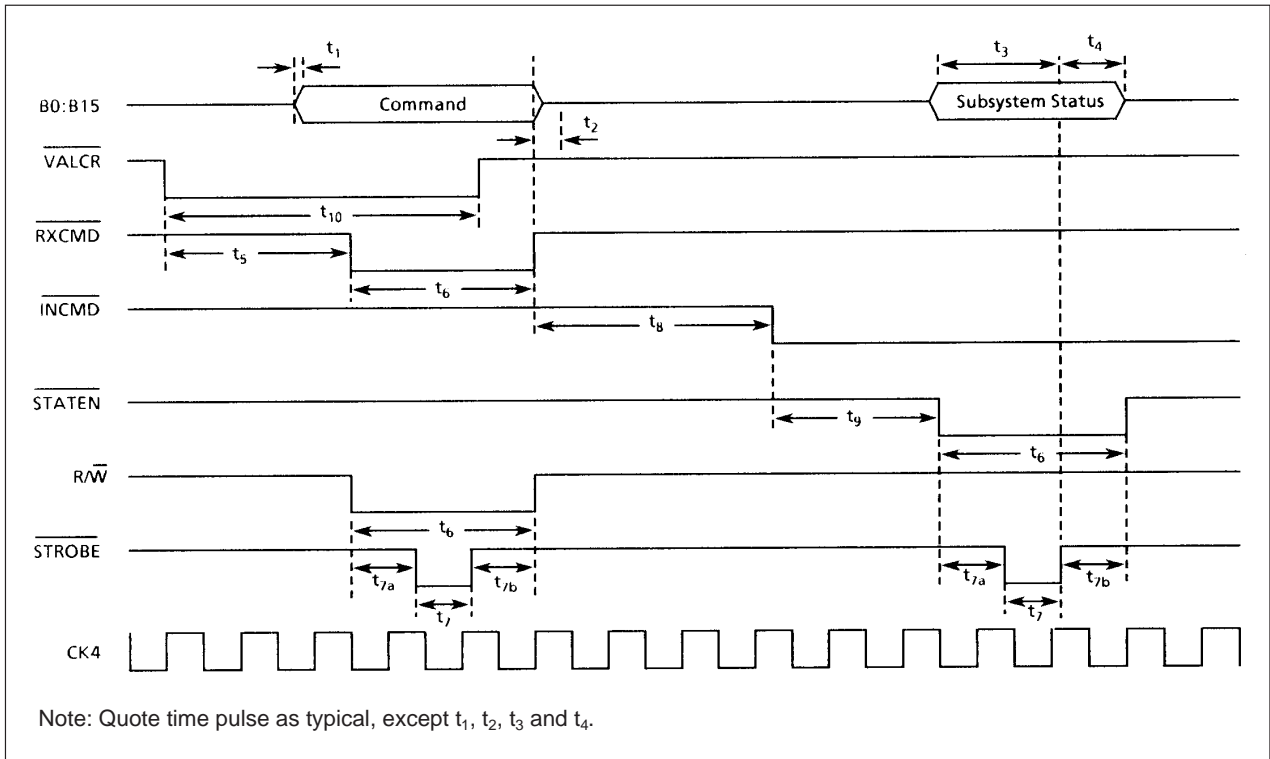 t₁ t₃ t₄
B0:B15 Command Subsystem Status
t₂
VALCR
t₁₀
RXCMD
t₅
t₆
INCMD
t₈
STATEN
t₉
t₆
R/W
t₆
STROBE
t₇ₐ t₇b t₇ₐ t₇b
t₇ t₇
CK4
Note: Quote time pulse as typical, except t₁, t₂, t₃ and t₄.